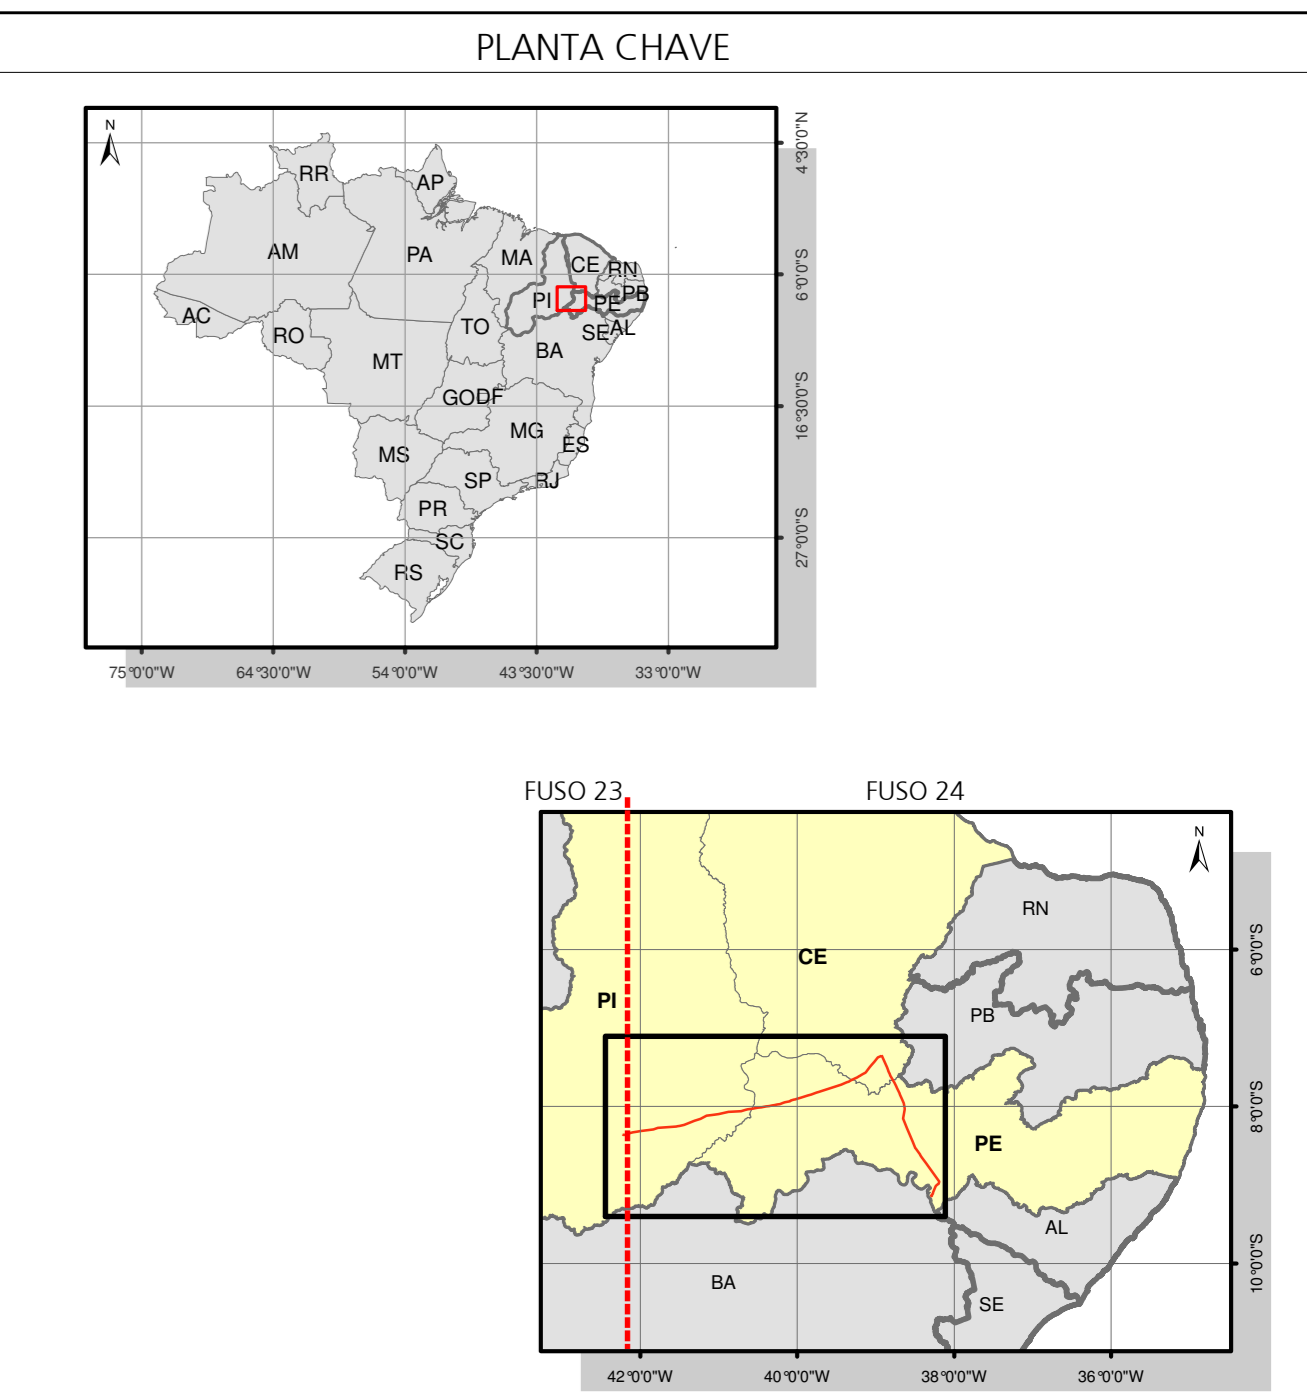 PLANTA CHAVE
N
4°30'0"N
6°0'0"S
16°30'0"S
27°0'0"S
RR
AP
AM
PA
MA
CE
RN
PB
PI
PE
AC
RO
TO
SE
AL
MT
BA
GO
DF
MG
ES
MS
SP
RJ
PR
SC
RS
75°0'0"W
64°30'0"W
54°0'0"W
43°30'0"W
33°0'0"W
FUSO 23
FUSO 24
N
RN
6°0'0"S
CE
PI
PB
8°0'0"S
PE
AL
10°0'0"S
BA
SE
42°0'0"W
40°0'0"W
38°0'0"W
36°0'0"W